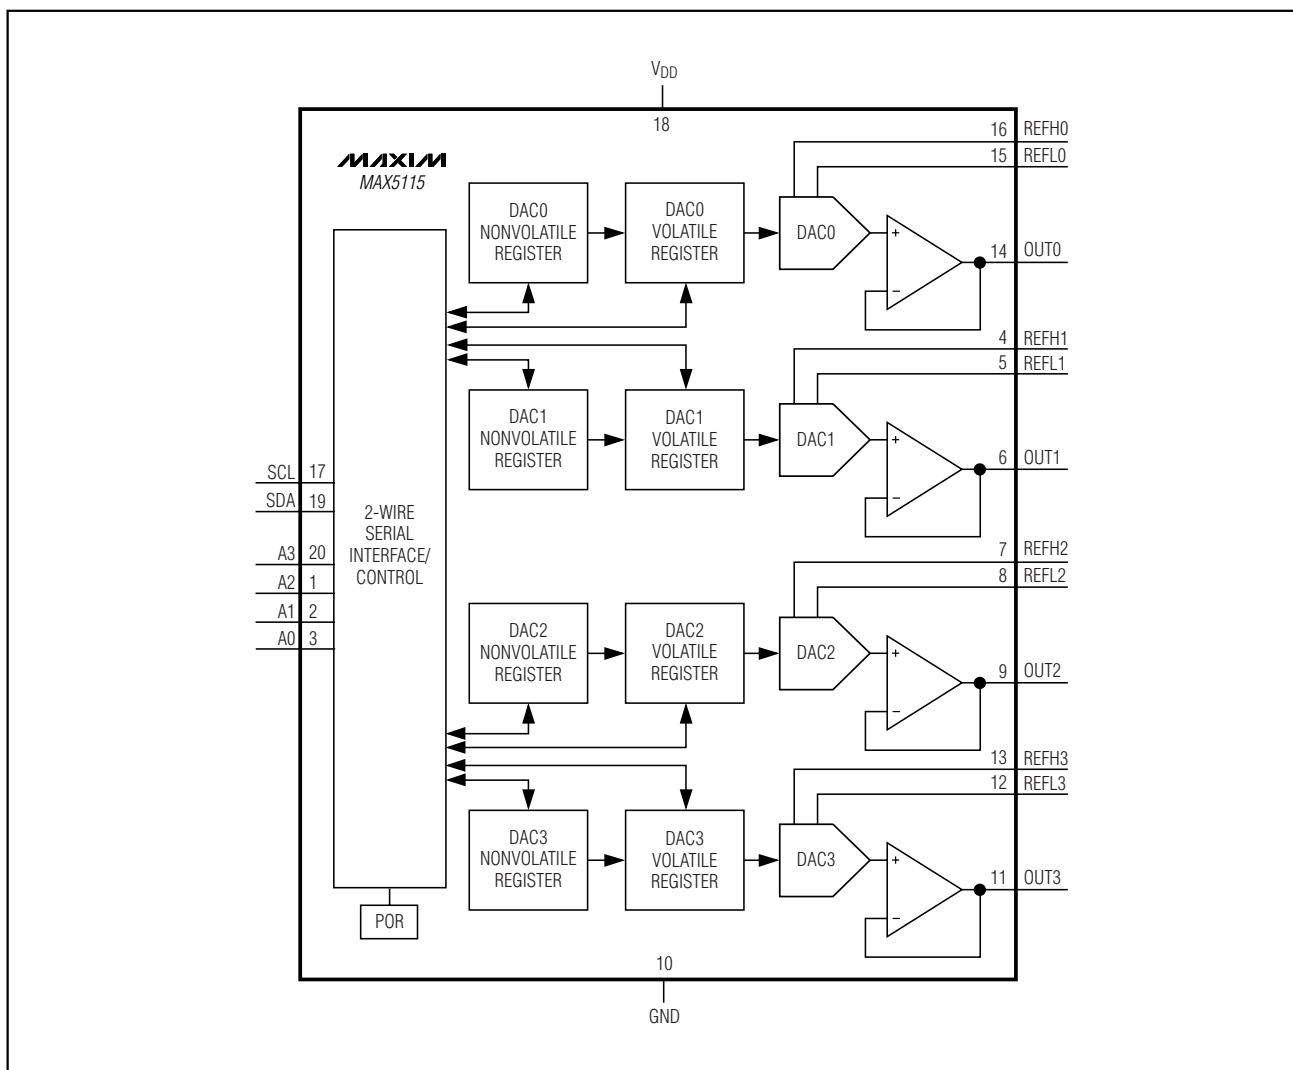 VDD
18
MAXIM
MAX5115
16 REFH0
15 REFL0
DAC0
NONVOLATILE
REGISTER
DAC0
VOLATILE
REGISTER
DAC0
+
−
14 OUT0
4 REFH1
5 REFL1
DAC1
NONVOLATILE
REGISTER
DAC1
VOLATILE
REGISTER
DAC1
+
−
6 OUT1
SCL 17
SDA 19
A3 20
A2 1
A1 2
A0 3
2-WIRE
SERIAL
INTERFACE/
CONTROL
7 REFH2
8 REFL2
DAC2
NONVOLATILE
REGISTER
DAC2
VOLATILE
REGISTER
DAC2
+
−
9 OUT2
13 REFH3
12 REFL3
DAC3
NONVOLATILE
REGISTER
DAC3
VOLATILE
REGISTER
DAC3
+
−
11 OUT3
POR
10
GND